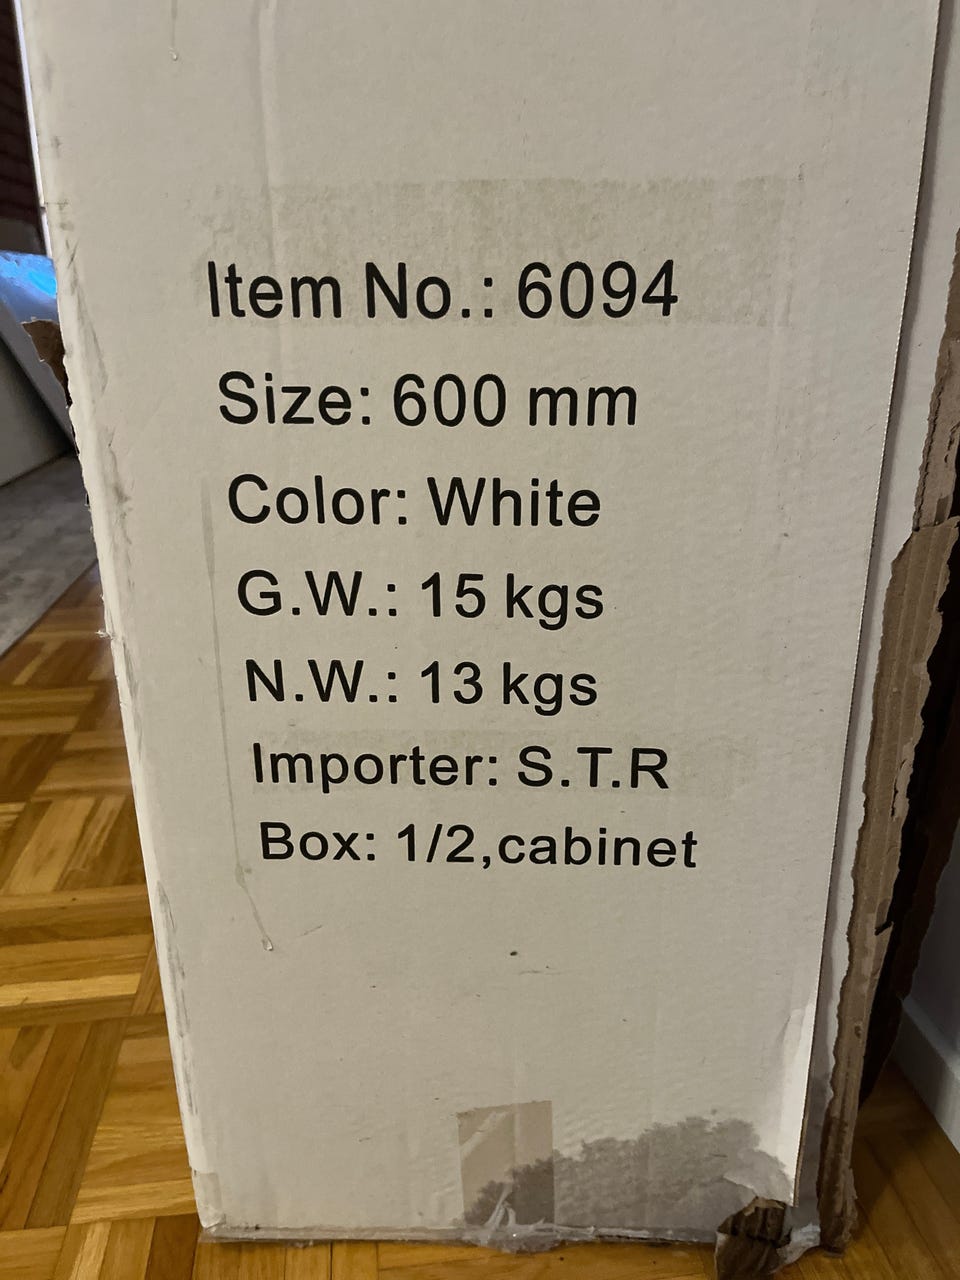 Item No.: 6094
Size: 600 mm
Color: White
G.W.: 15 kgs
N.W.: 13 kgs
Importer: S.T.R
Box: 1/2,cabinet